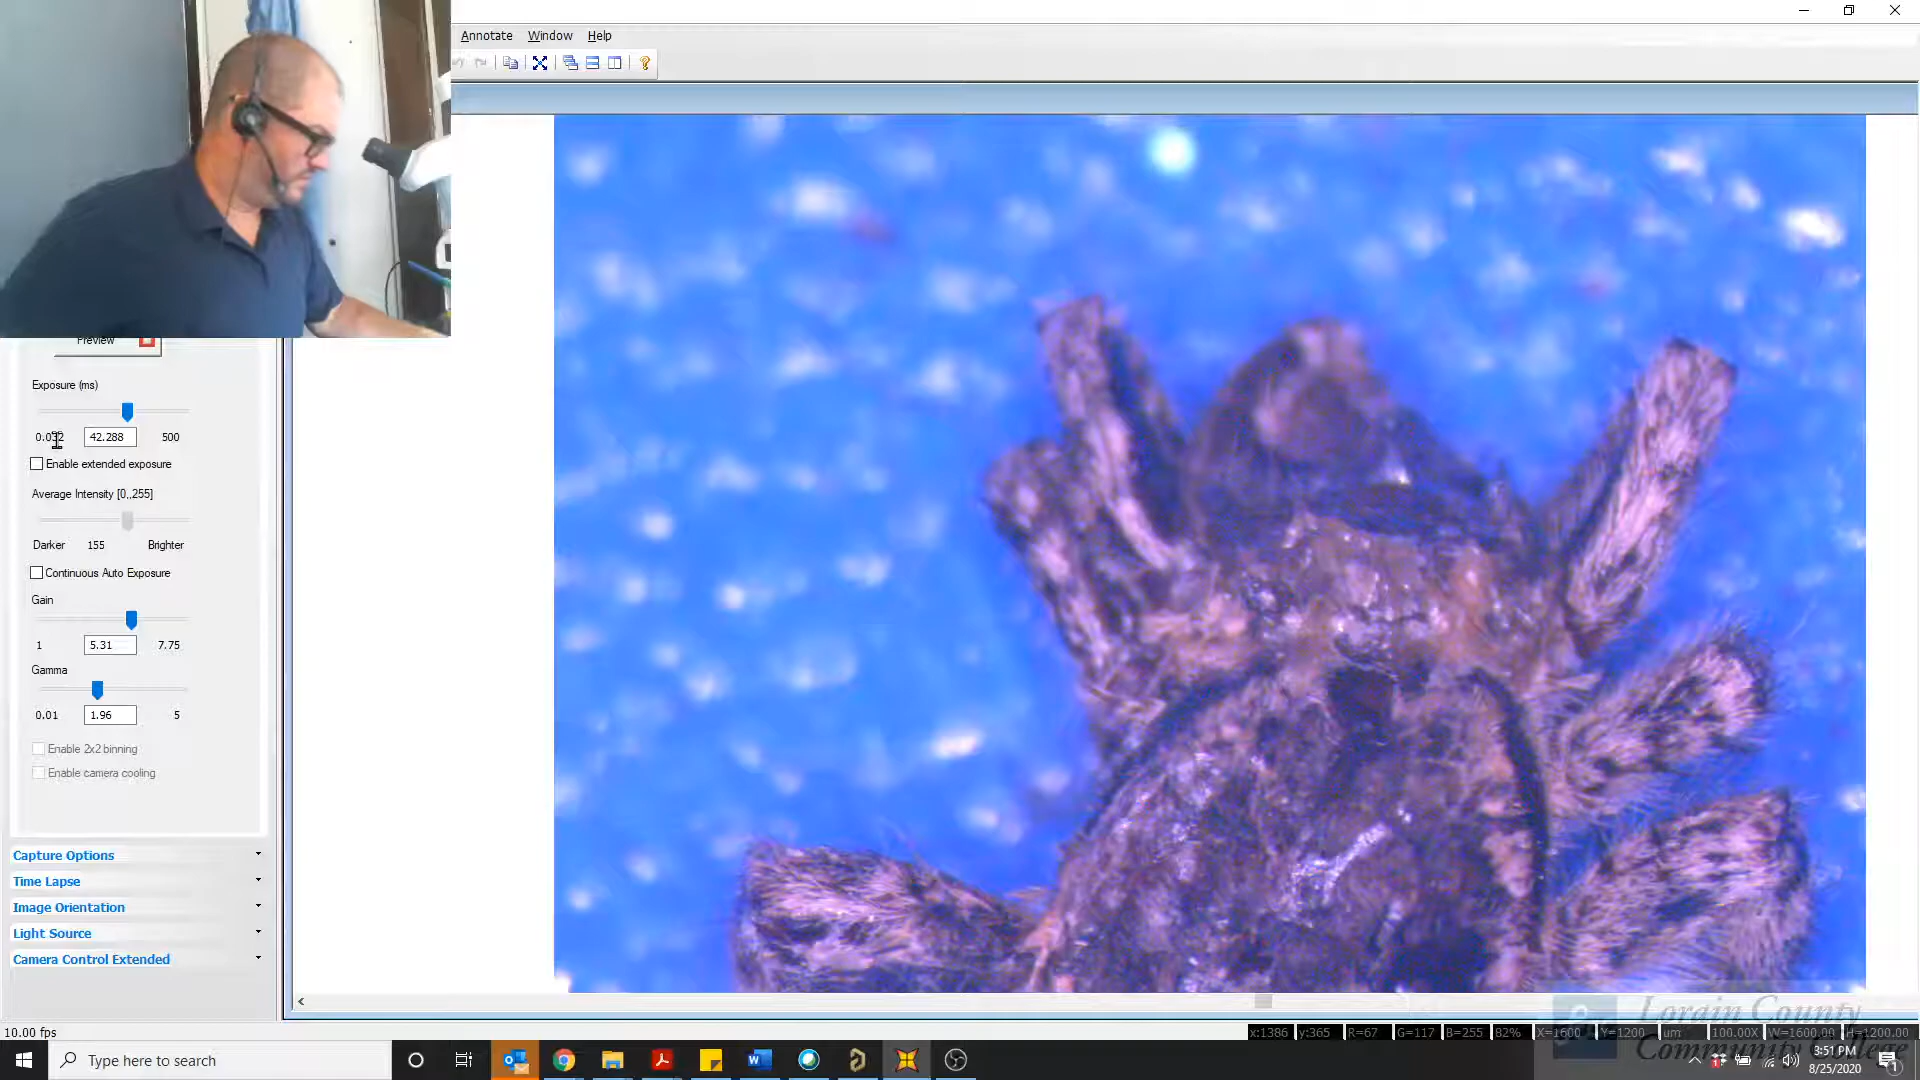 Annotate Window Help
Preview
Exposure (ms)
42.288 500
Enable extended exposure
Average Intensity [0,,255]
Darker 155 Brighter
Continuous Auto Exposure
Gain
1 5.31 7.75
Gamma
0.01 1.96 5
Enable 2x2 binning
Enable camera cooling
Capture Options
Time Lapse
Image Orientation
Light Source
Camera Control Extended
10.00 fps
x:1386 y:365 R=67 G=117 B=255 82% X=1600 Y=1200 um 100.00X W=1600.00 H=1200.00
Lorain County
Community College
Type here to search
3:51 PM
8/25/2020